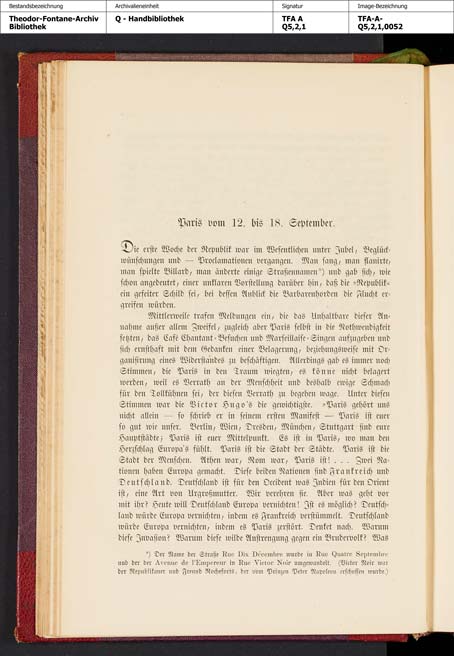 Bestandsbezeichnung
Archivalieneinheit
Signatur
Image-Bezeichnung
Theodor-Fontane-Archiv
Bibliothek
Q - Handbibliothek
TFA A
Q5,2,1
TFA-A-
Q5,2,1,0052
Paris vom 12. bis 18. September.
Die erste Woche der Republik war im Wesentlichen unter Jubel, Beglück-
wünschungen und — Proclamationen vergangen. Man sang, man flanirte,
man spielte Billard, man änderte einige Straßennamen*) und gab sich, wie
schon angedeutet, einer unklaren Vorstellung darüber hin, daß die »Republik«
ein gefeiter Schild sei, bei dessen Anblick die Barbarenhorden die Flucht er-
greifen würden.
Mittlerweile trafen Meldungen ein, die das Unhaltbare dieser An-
nahme außer allem Zweifel, zugleich aber Paris selbst in die Nothwendigkeit
setzten, das Café Chantant-Besuchen und Marseillaise-Singen aufzugeben und
sich ernsthaft mit dem Gedanken einer Belagerung, beziehungsweise mit Or-
ganisirung eines Widerstandes zu beschäftigen. Allerdings gab es immer noch
Stimmen, die Paris in den Traum wiegten, es könne nicht belagert
werden, weil es Verrath an der Menschheit und deshalb ewige Schmach
für den Tollkühnen sei, der diesen Verrath zu begehen wage. Unter diesen
Stimmen war die Victor Hugo's die gewichtigste. »Paris gehört uns
nicht allein — so schrieb er in seinem ersten Manifest — Paris ist euer
so gut wie unser. Berlin, Wien, Dresden, München, Stuttgart sind eure
Hauptstädte; Paris ist euer Mittelpunkt. Es ist in Paris, wo man den
Herzschlag Europa's fühlt. Paris ist die Stadt der Städte. Paris ist die
Stadt der Menschen. Athen war, Rom war, Paris ist! . . . Zwei Na-
tionen haben Europa gemacht. Diese beiden Nationen sind Frankreich und
Deutschland. Deutschland ist für den Occident was Indien für den Orient
ist, eine Art von Urgroßmutter. Wir verehren sie. Aber was geht vor
mit ihr? Heute will Deutschland Europa vernichten! Ist es möglich? Deutsch-
land würde Europa vernichten, indem es Frankreich verstümmelt. Deutschland
würde Europa vernichten, indem es Paris zerstört. Denket nach. Warum
diese Invasion? Warum diese wilde Anstrengung gegen ein Brudervolk? Was
*) Der Name der Straße Rue Dix Décembre wurde in Rue Quatre Septembre
und der der Avenue de l'Empereur in Rue Victor Noir umgewandelt. (Victor Noir war
der Republikaner und Freund Rocheforts, der vom Prinzen Peter Napoleon erschossen wurde.)